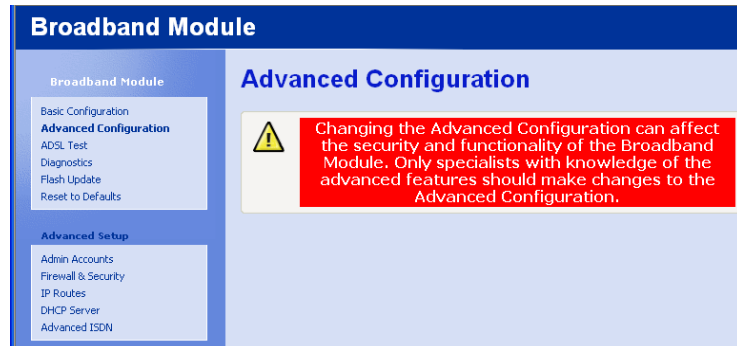 Broadband Module
Broadband Module
Basic Configuration
Advanced Configuration
ADSL Test
Diagnostics
Flash Update
Reset to Defaults
Advanced Setup
Admin Accounts
Firewall & Security
IP Routes
DHCP Server
Advanced ISDN
Advanced Configuration
Changing the Advanced Configuration can affect
the security and functionality of the Broadband
Module. Only specialists with knowledge of the
advanced features should make changes to the
Advanced Configuration.